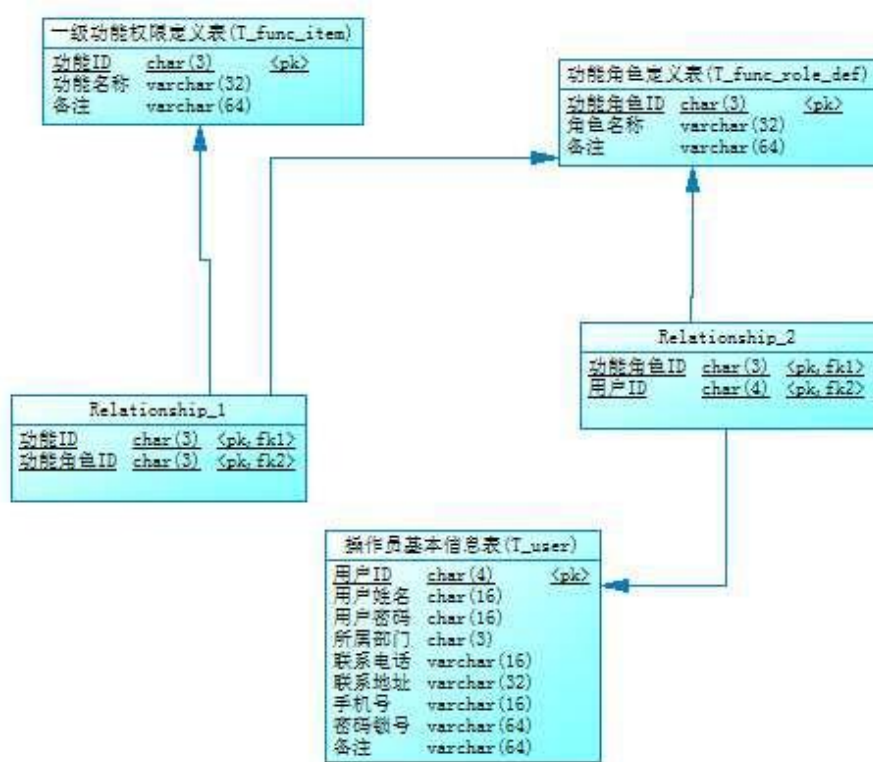 一级功能权限定义表(T_func_item)
功能ID char(3) <pk>
功能名称 varchar(32)
备注 varchar(64)
功能角色定义表(T_func_role_def)
功能角色ID char(3) <pk>
角色名称 varchar(32)
备注 varchar(64)
Relationship_2
功能角色ID char(3) <pk,fk1>
用户ID char(4) <pk,fk2>
Relationship_1
功能ID char(3) <pk,fk1>
功能角色ID char(3) <pk,fk2>
操作员基本信息表(T_user)
用户ID char(4) <pk>
用户姓名 char(16)
用户密码 char(16)
所属部门 char(3)
联系电话 varchar(16)
联系地址 varchar(32)
手机号 varchar(16)
密码锁号 varchar(64)
备注 varchar(64)